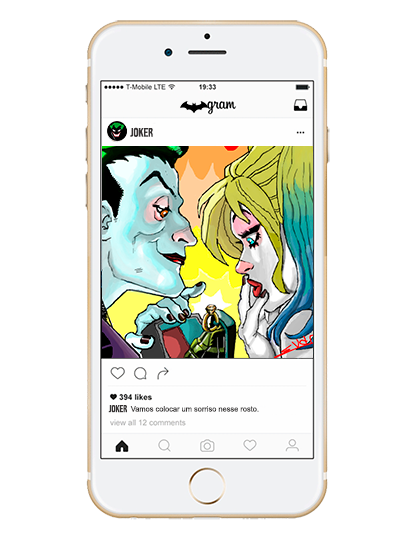 T-Mobile LTE 19:33
gram
JOKER
394 likes
JOKER Vamos colocar um sorriso nesse rosto.
view all 12 comments